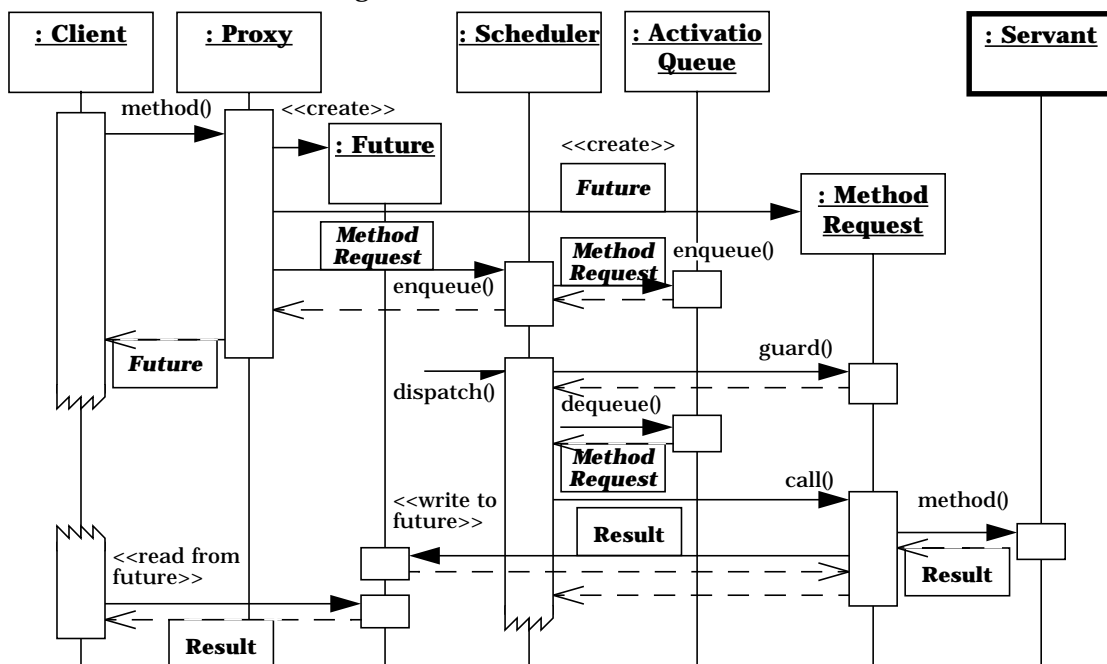 : Client
: Proxy
: Scheduler
: Activatio
Queue
: Servant
method()
<<create>>
: Future
<<create>>
Future
: Method
Request
Method
Request
Method
Request
enqueue()
enqueue()
Future
guard()
dispatch()
dequeue()
Method
Request
call()
<<write to
future>>
method()
Result
<<read from
future>>
Result
Result